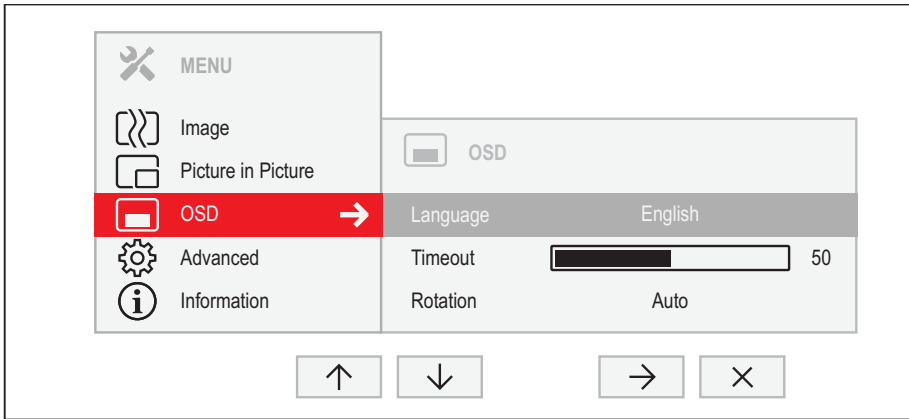 MENU
Image
Picture in Picture
OSD
Advanced
Information
OSD
Language English
Timeout 50
Rotation Auto